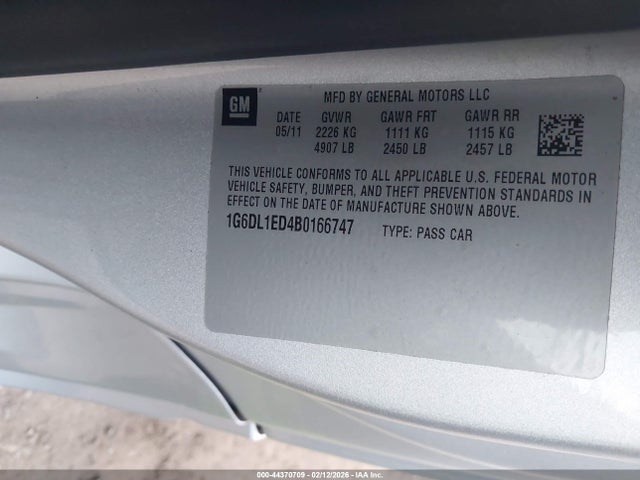 GM
MFD BY GENERAL MOTORS LLC
DATE GVWR GAWR FRT GAWR RR
05/11 2226 KG 1111 KG 1115 KG
4907 LB 2450 LB 2457 LB
THIS VEHICLE CONFORMS TO ALL APPLICABLE U.S. FEDERAL MOTOR
VEHICLE SAFETY, BUMPER, AND THEFT PREVENTION STANDARDS IN
EFFECT ON THE DATE OF MANUFACTURE SHOWN ABOVE.
1G6DL1ED4B0166747 TYPE: PASS CAR
000-44370709 - 02/12/2026 - IAA Inc.